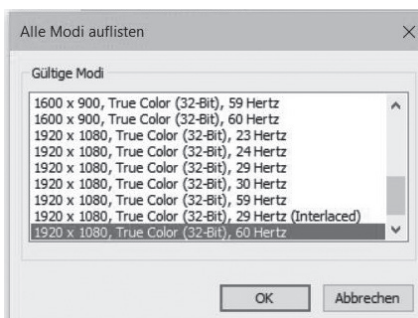 Alle Modi auflisten
Gültige Modi
1600 x 900, True Color (32-Bit), 59 Hertz
1600 x 900, True Color (32-Bit), 60 Hertz
1920 x 1080, True Color (32-Bit), 23 Hertz
1920 x 1080, True Color (32-Bit), 24 Hertz
1920 x 1080, True Color (32-Bit), 29 Hertz
1920 x 1080, True Color (32-Bit), 30 Hertz
1920 x 1080, True Color (32-Bit), 59 Hertz
1920 x 1080, True Color (32-Bit), 29 Hertz (Interlaced)
1920 x 1080, True Color (32-Bit), 60 Hertz
OK Abbrechen